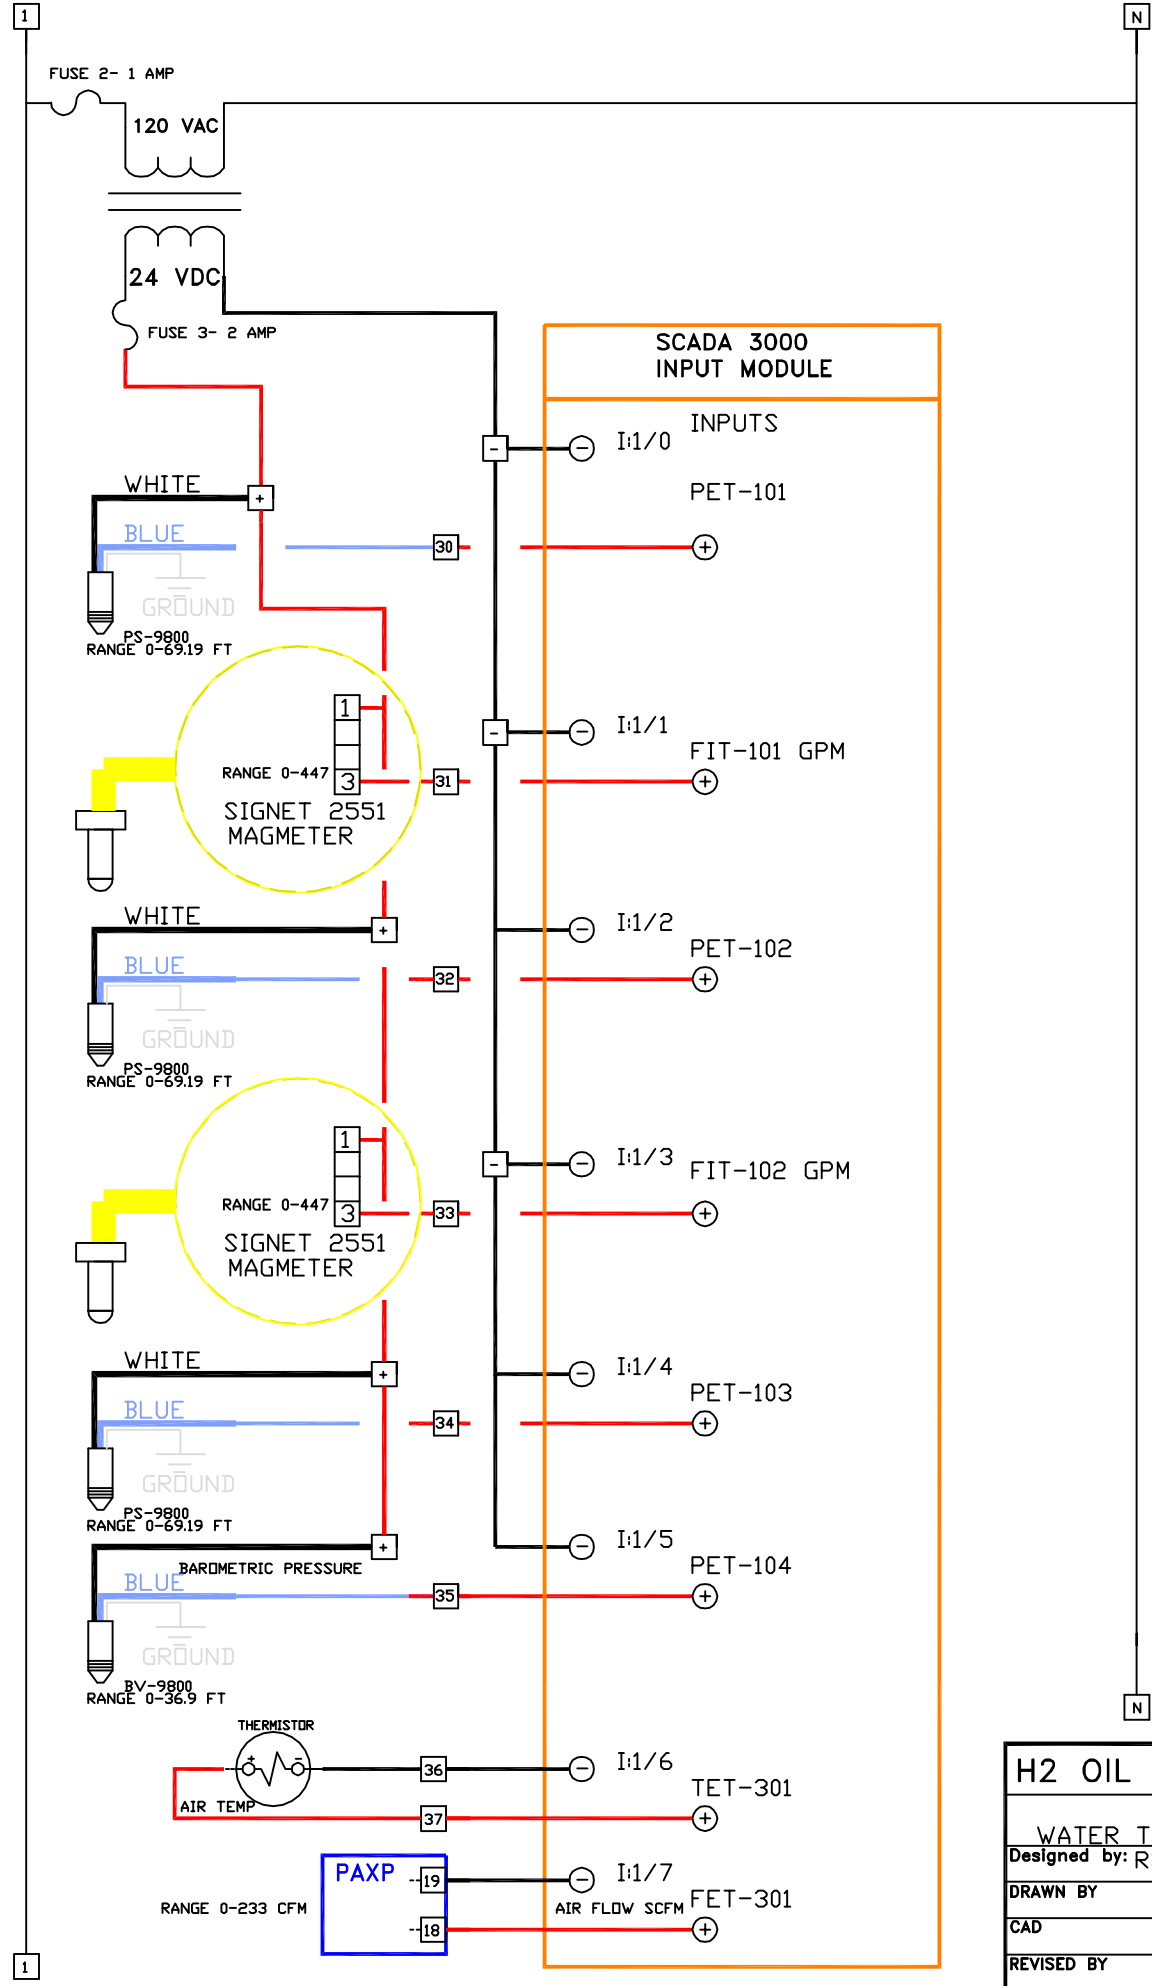 1
N
FUSE 2- 1 AMP
120 VAC
24 VDC
FUSE 3- 2 AMP
SCADA 3000
INPUT MODULE
INPUTS
- − I:1/0
WHITE
+
PET-101
BLUE
30 +
GROUND
PS-9800
RANGE 0-69.19 FT
1
- − I:1/1
FIT-101 GPM
RANGE 0-447
3 31 +
SIGNET 2551
MAGMETER
WHITE
+ − I:1/2
PET-102
BLUE
32 +
GROUND
PS-9800
RANGE 0-69.19 FT
1
- − I:1/3
FIT-102 GPM
RANGE 0-447
3 33 +
SIGNET 2551
MAGMETER
WHITE
+ − I:1/4
PET-103
BLUE
34 +
GROUND
PS-9800
RANGE 0-69.19 FT
+ − I:1/5
BAROMETRIC PRESSURE
PET-104
BLUE
35 +
GROUND
BV-9800
RANGE 0-36.9 FT
N
THERMISTOR
+ - 36 − I:1/6
TET-301
AIR TEMP
37 +
PAXP
19 − I:1/7
RANGE 0-233 CFM
AIR FLOW SCFM
FET-301
18 +
1
H2 OIL
WATER T
Designed by: R
DRAWN BY
CAD
REVISED BY